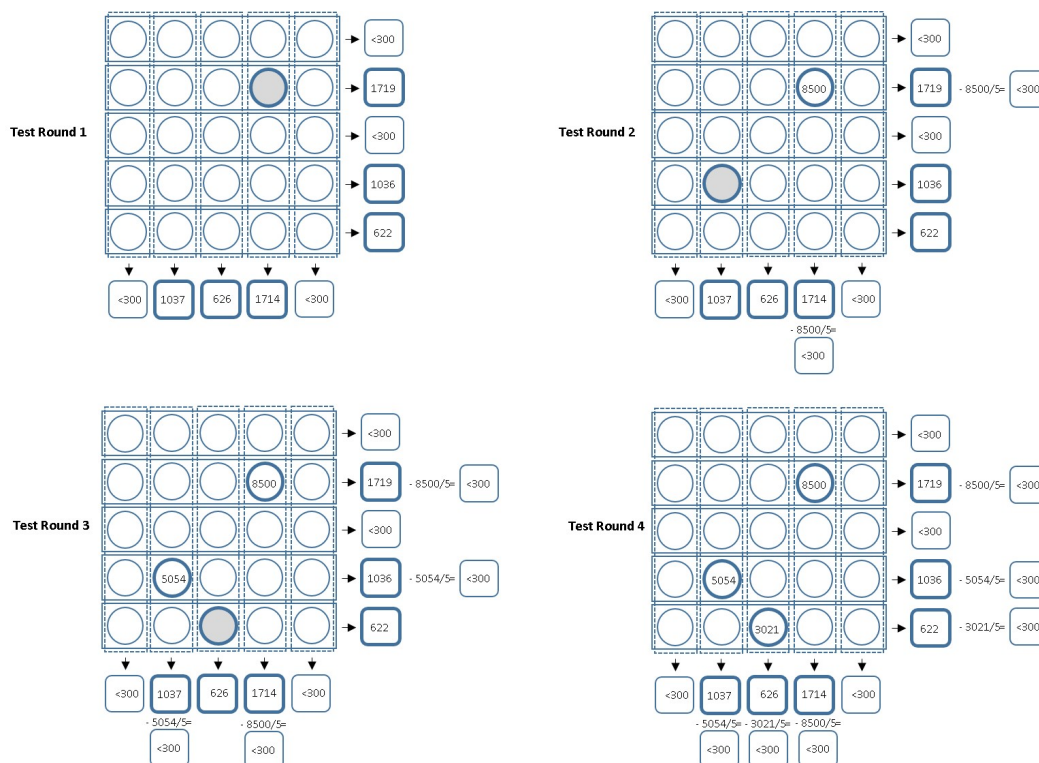 <300
1719
Test Round 1
<300
1036
622
<300 1037 626 1714 <300
<300
8500 1719 - 8500/5= <300
Test Round 2
<300
1036
622
<300 1037 626 1714 <300
- 8500/5=
<300
<300
8500 1719 - 8500/5= <300
Test Round 3
<300
5054 1036 - 5054/5= <300
622
<300 1037 626 1714 <300
- 5054/5= - 8500/5=
<300 <300
<300
8500 1719 - 8500/5= <300
Test Round 4
<300
5054 1036 - 5054/5= <300
3021 622 - 3021/5= <300
<300 1037 626 1714 <300
- 5054/5= - 3021/5= - 8500/5=
<300 <300 <300